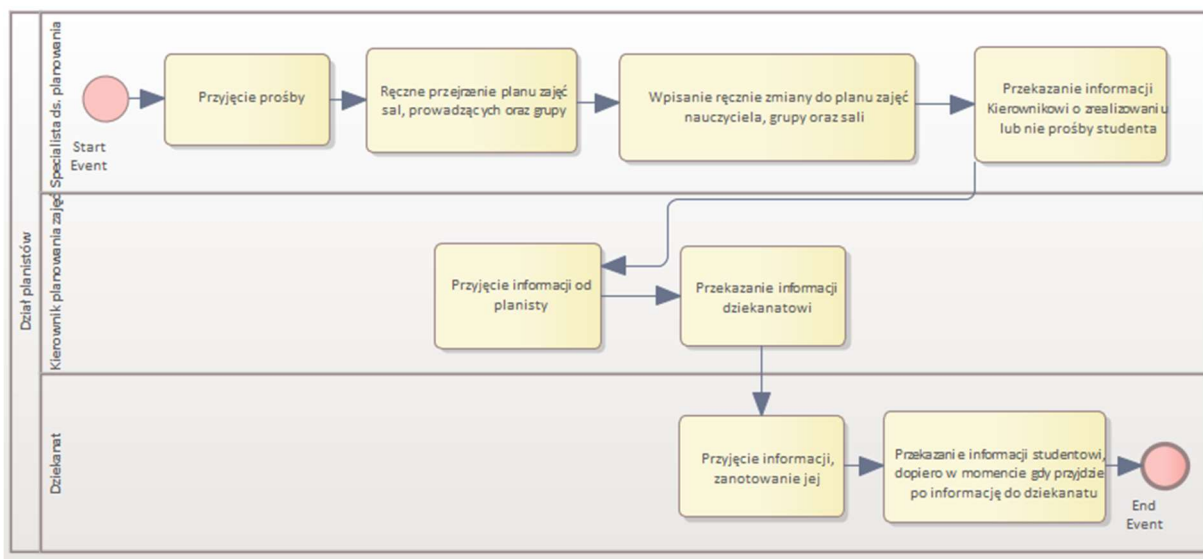 Dział planistów
Specjalista ds. planowania
Start
Event
Przyjęcie prośby
Ręczne przejrzenie planu zajęć
sal, prowadzących oraz grupy
Wpisanie ręcznie zmiany do planu zajęć
nauczyciela, grupy oraz sali
Przekazanie informacji
Kierownikowi o zrealizowaniu
lub nie prośby studenta
Kierownik planowania zajęć
Przyjęcie informacji od
planisty
Przekazanie informacji
dziekanatowi
Dziekanat
Przyjęcie informacji,
zanotowanie jej
Przekazanie informacji studentowi,
dopiero w momencie gdy przyjdzie
po informację do dziekanatu
End
Event